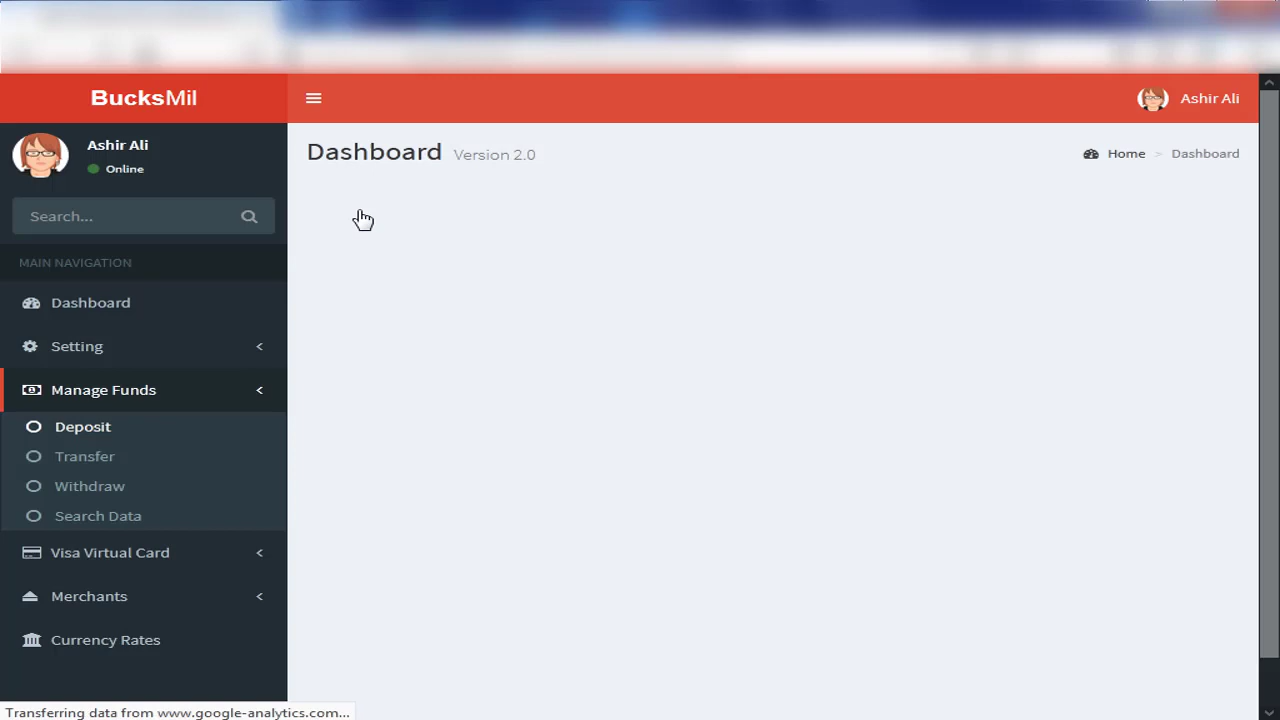 BucksMil
Ashir Ali
Ashir Ali
Online
Dashboard Version 2.0
Home > Dashboard
Search...
MAIN NAVIGATION
Dashboard
Setting <
Manage Funds <
Deposit
Transfer
Withdraw
Search Data
Visa Virtual Card <
Merchants <
Currency Rates
Transferring data from www.google-analytics.com...